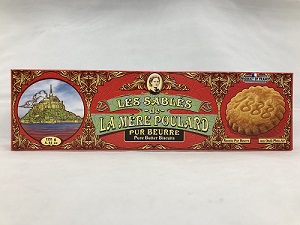 LES SABLÉS
DE
LA MÈRE POULARD
PUR BEURRE
Pure Butter Biscuits
1888